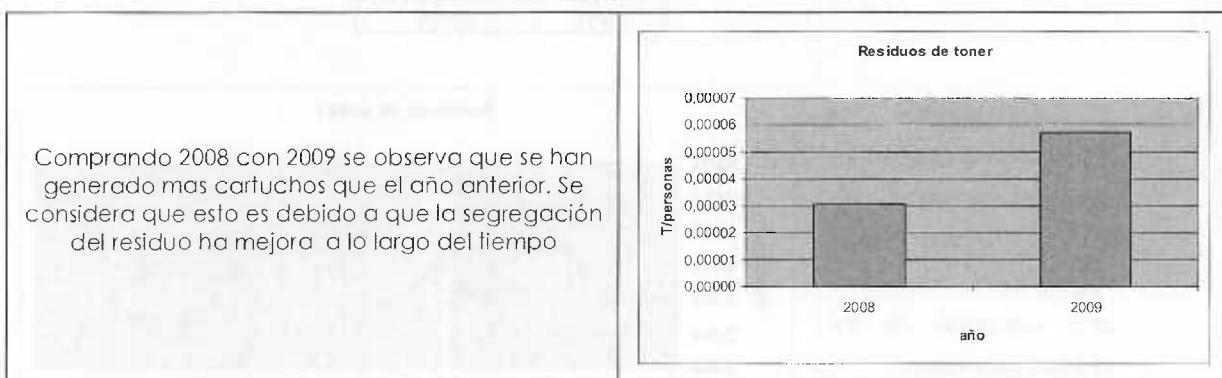 Comprando 2008 con 2009 se observa que se han
generado mas cartuchos que el año anterior. Se
considera que esto es debido a que la segregación
del residuo ha mejora a lo largo del tiempo
Residuos de toner
T/personas
0,00007
0,00006
0,00005
0,00004
0,00003
0,00002
0,00001
0,00000
2008
2009
año